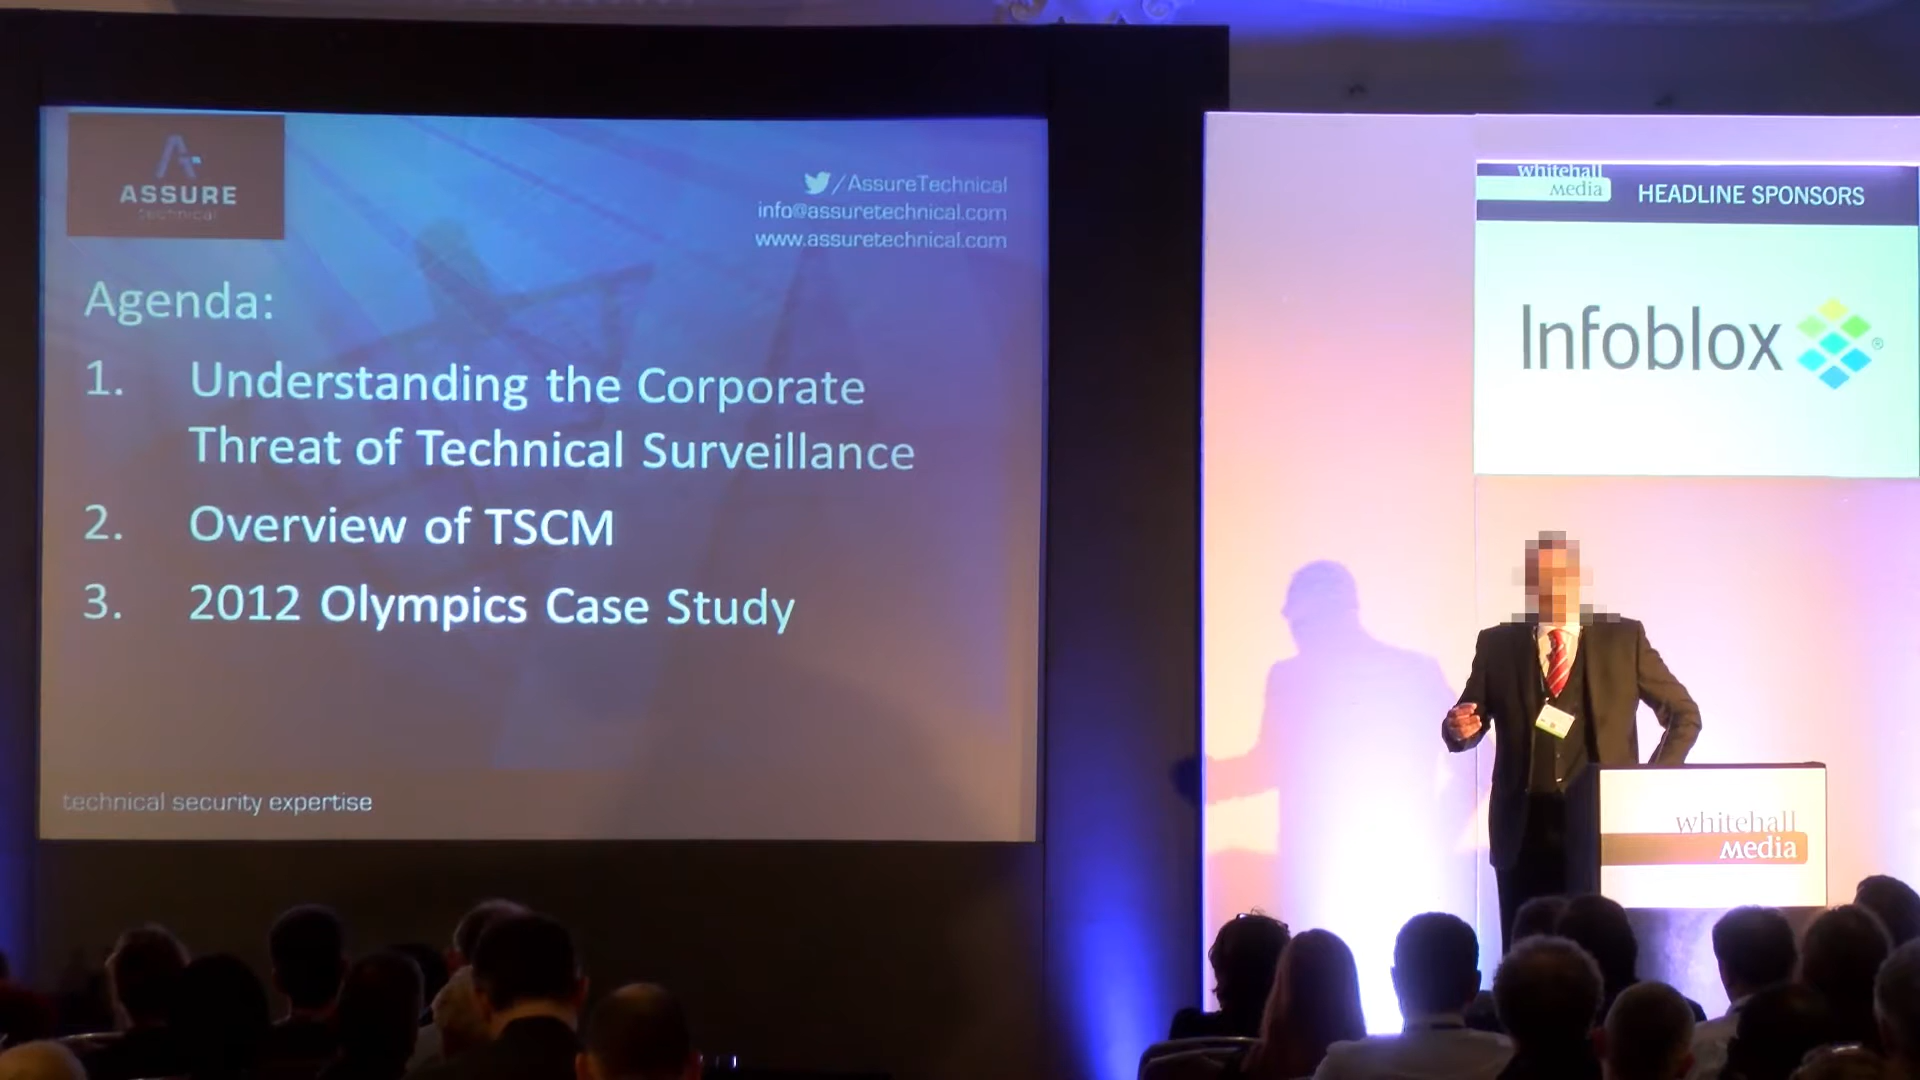 ASSURE
technical
/AssureTechnical
info@assuretechnical.com
www.assuretechnical.com
Agenda:
1. Understanding the Corporate
Threat of Technical Surveillance
2. Overview of TSCM
3. 2012 Olympics Case Study
technical security expertise
whitehall
media
HEADLINE SPONSORS
Infoblox®
whitehall
media